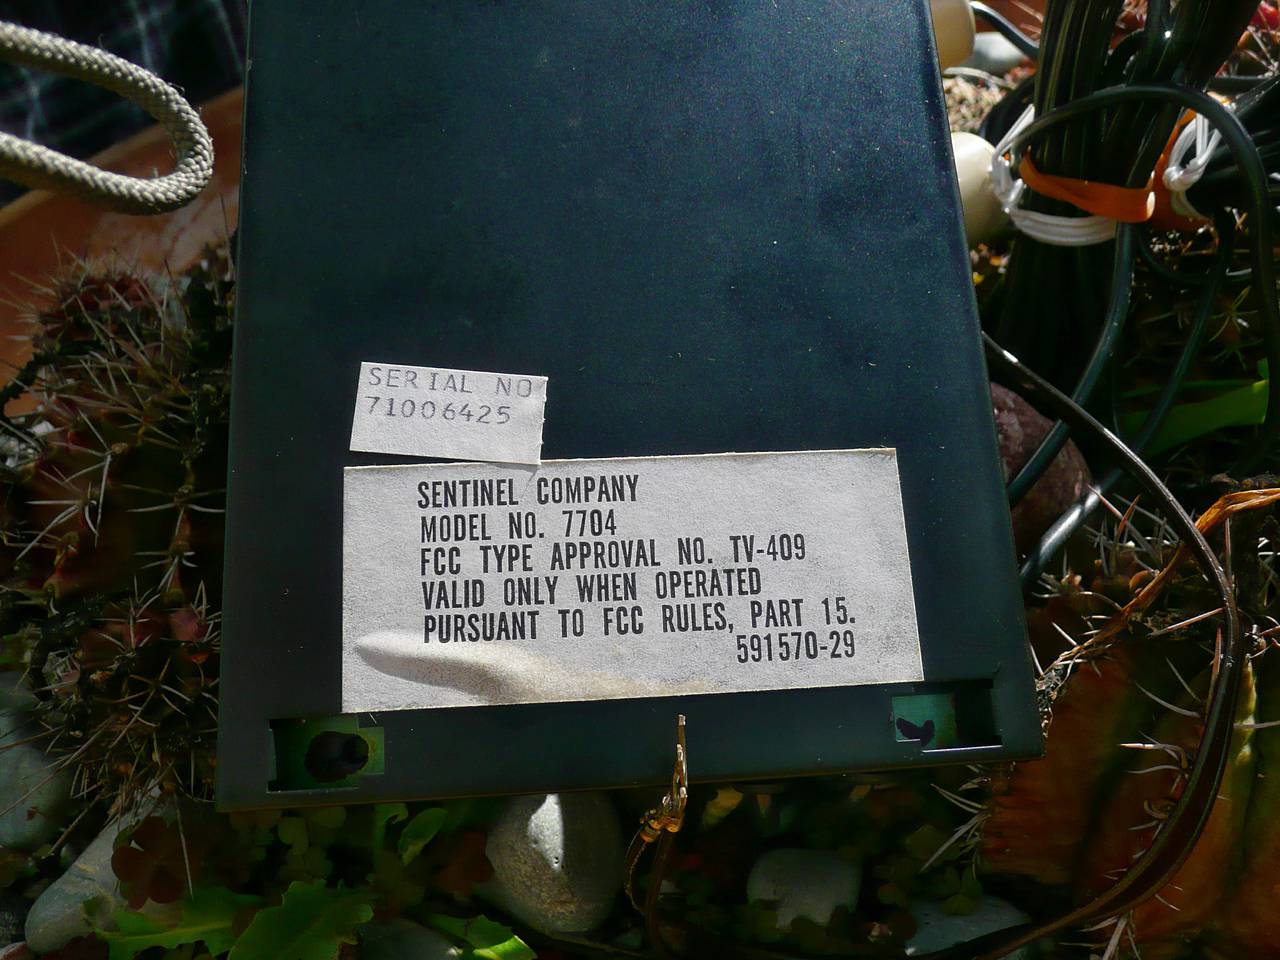 SERIAL NO
71006425
SENTINEL COMPANY
MODEL NO. 7704
FCC TYPE APPROVAL NO. TV-409
VALID ONLY WHEN OPERATED
PURSUANT TO FCC RULES, PART 15.
591570-29